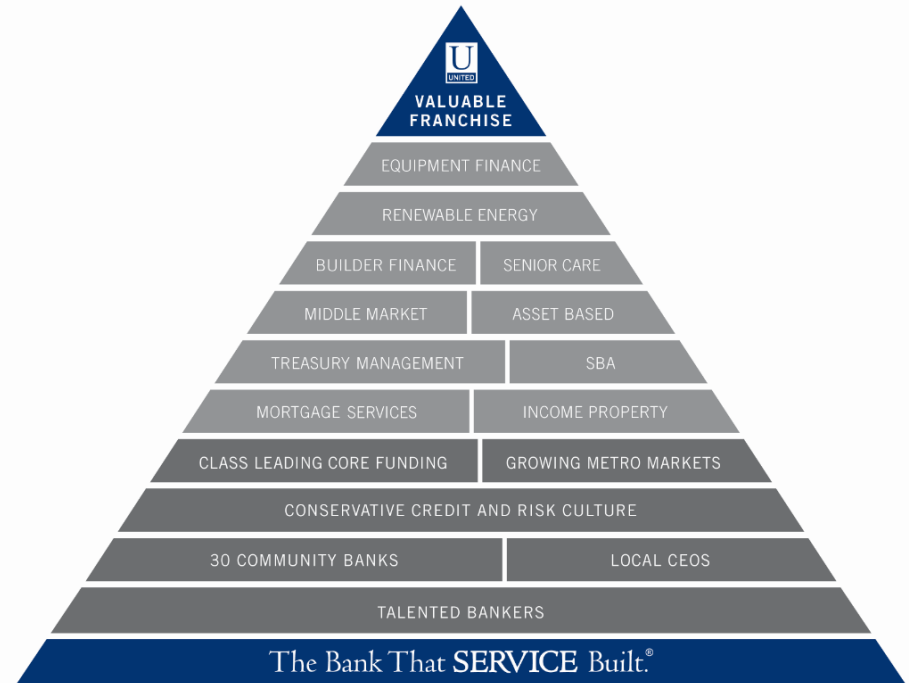 U
UNITED
VALUABLE
FRANCHISE
EQUIPMENT FINANCE
RENEWABLE ENERGY
BUILDER FINANCE
SENIOR CARE
MIDDLE MARKET
ASSET BASED
TREASURY MANAGEMENT
SBA
MORTGAGE SERVICES
INCOME PROPERTY
CLASS LEADING CORE FUNDING
GROWING METRO MARKETS
CONSERVATIVE CREDIT AND RISK CULTURE
30 COMMUNITY BANKS
LOCAL CEOS
TALENTED BANKERS
The Bank That SERVICE Built.®